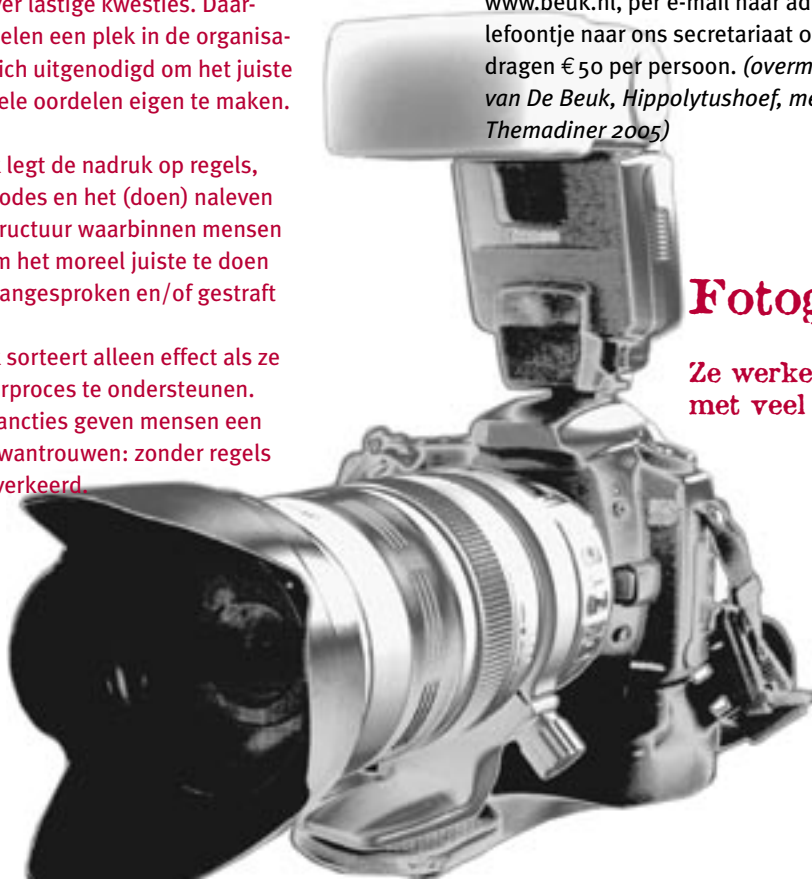 ver lastige kwesties. Daar-
elen een plek in de organisa-
ich uitgenodigd om het juiste
ele oordelen eigen te maken.
legt de nadruk op regels,
odes en het (doen) naleven
ructuur waarbinnen mensen
m het moreel juiste te doen
angesproken en/of gestraft
sorteert alleen effect als ze
rproces te ondersteunen.
ancties geven mensen een
wantrouwen: zonder regels
verkeerd.
www.beuk.nl, per e-mail naar ad
lefoontje naar ons secretariaat o
dragen € 50 per persoon. (overm
van De Beuk, Hippolytushoef, me
Themadiner 2005)
Fotog
Ze werke
met veel